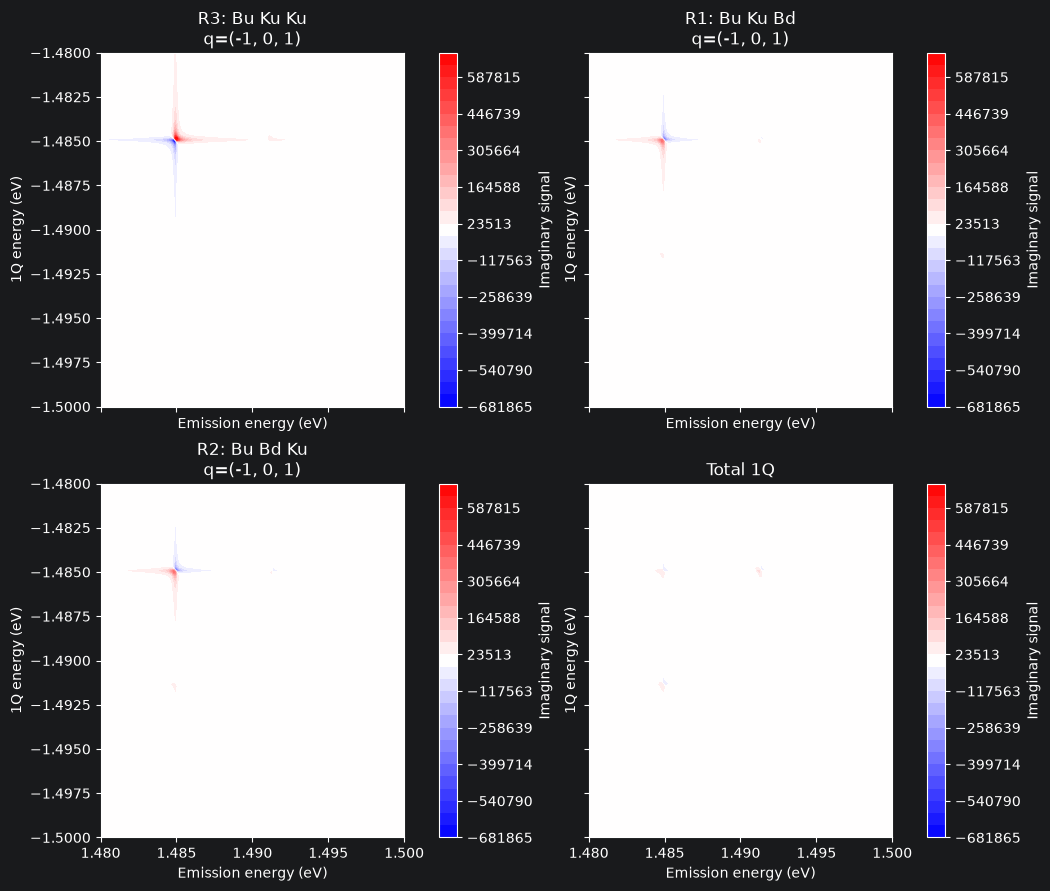 R3: Bu Ku Ku
q=(-1, 0, 1)
−1.4800
−1.4825
−1.4850
−1.4875
−1.4900
−1.4925
−1.4950
−1.4975
−1.5000
1Q energy (eV)
Emission energy (eV)
587815
446739
305664
164588
23513
−117563
−258639
−399714
−540790
−681865
Imaginary signal
R1: Bu Ku Bd
q=(-1, 0, 1)
1Q energy (eV)
Emission energy (eV)
587815
446739
305664
164588
23513
−117563
−258639
−399714
−540790
−681865
Imaginary signal
R2: Bu Bd Ku
q=(-1, 0, 1)
−1.4800
−1.4825
−1.4850
−1.4875
−1.4900
−1.4925
−1.4950
−1.4975
−1.5000
1Q energy (eV)
1.480 1.485 1.490 1.495 1.500
Emission energy (eV)
587815
446739
305664
164588
23513
−117563
−258639
−399714
−540790
−681865
Imaginary signal
Total 1Q
1Q energy (eV)
1.480 1.485 1.490 1.495 1.500
Emission energy (eV)
587815
446739
305664
164588
23513
−117563
−258639
−399714
−540790
−681865
Imaginary signal